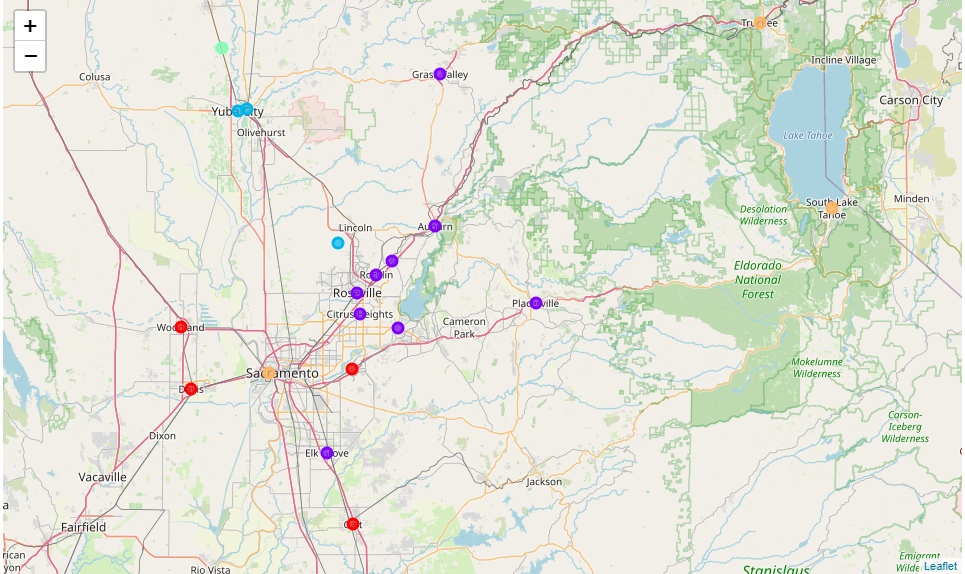 +
−
Truckee
Incline Village
Grass Valley
Colusa
Carson City
Yuba City
Olivehurst
Lake Tahoe
Minden
South Lake
Tahoe
Desolation
Wilderness
Lincoln
Auburn
Eldorado
National
Forest
Rocklin
Roseville
Placerville
Citrus Heights
Cameron
Park
Woodland
Mokelumne
Wilderness
Sacramento
Davis
Carson-
Iceberg
Wilderness
Dixon
Elk Grove
Vacaville
Jackson
Galt
Fairfield
Rio Vista
Emigrant
Wilde
Stanislaus
Leaflet